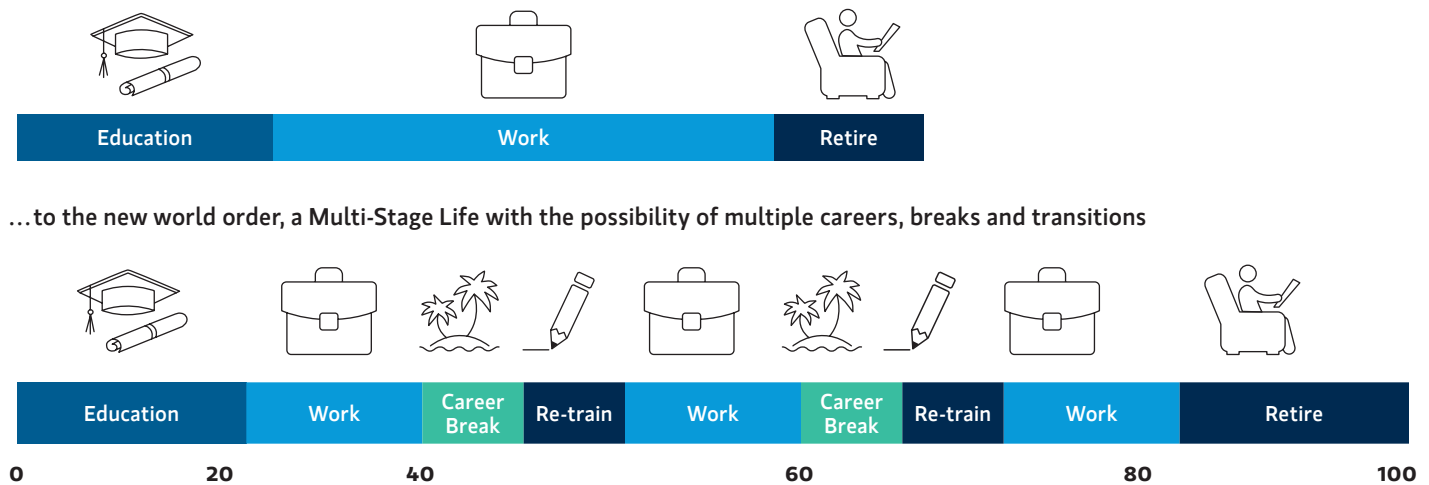 Education
Work
Retire
...to the new world order, a Multi-Stage Life with the possibility of multiple careers, breaks and transitions
Education
Work
Career
Break
Re-train
Work
Career
Break
Re-train
Work
Retire
0 20 40 60 80 100